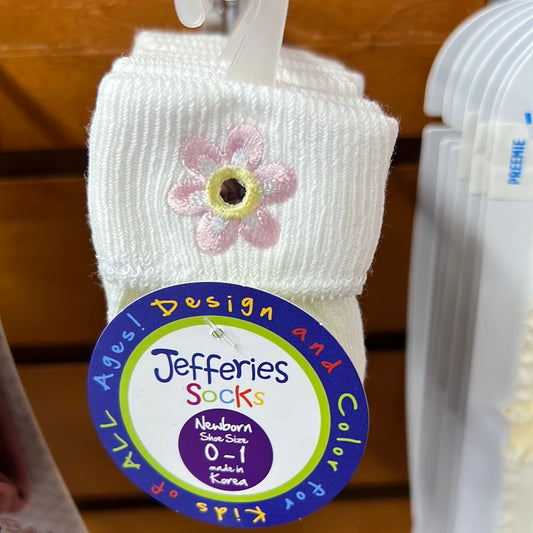 Design and Color for Kids of ALL Ages!
Jefferies
Socks
Newborn
Shoe Size
0-1
made in
Korea
PREEMIE